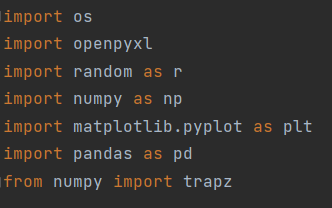 import os
import openpyxl
import random as r
import numpy as np
import matplotlib.pyplot as plt
import pandas as pd
from numpy import trapz